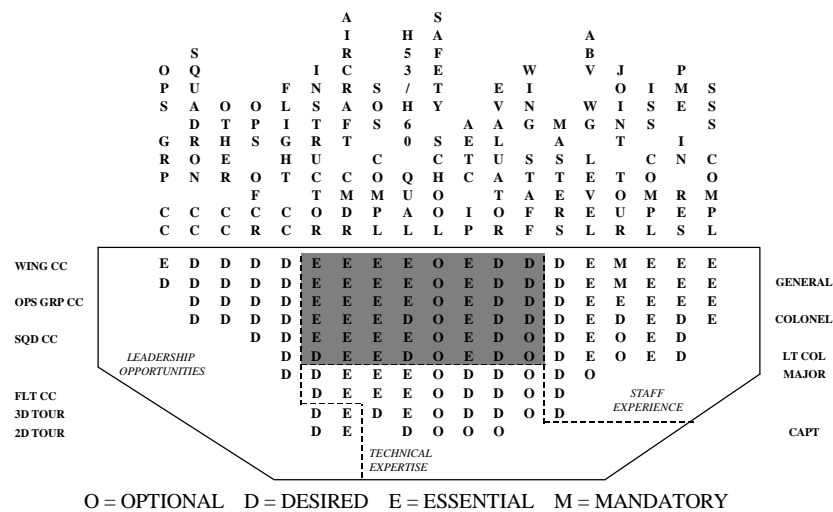 OPS GRP CC
SQUADRON CC
OTHER CC
OPS OFCR
FLIGHT CC
INSTRUCTOR
AIRCRAFT CMDR
SOS COMPL
H53/H60 QUAL
SAFETY SCHOOL
AETC IP
EVALUATOR
WING STAFF
MASTERS
ABV WG LEVEL
JOINT TOUR
ISS COMPL
PME IN RES
SSS COMPL
WING CC E D D D D E E E E O E D D D E M E E E
D D D D D E E E E O E D D D E M E E E GENERAL
OPS GRP CC D D D D E E E E O E D D D E E E E E
D D D D E E E D O E D D D E D E D E COLONEL
SQD CC D D E E E E O E D O D E O E D
LEADERSHIP
OPPORTUNITIES
D D E E D O E D O D E O E D LT COL
D D E E E O D D O D O MAJOR
FLT CC D E E E O D D O D
STAFF
EXPERIENCE
3D TOUR D E D E O D D O D
2D TOUR D E D O O O CAPT
TECHNICAL
EXPERTISE
O = OPTIONAL D = DESIRED E = ESSENTIAL M = MANDATORY